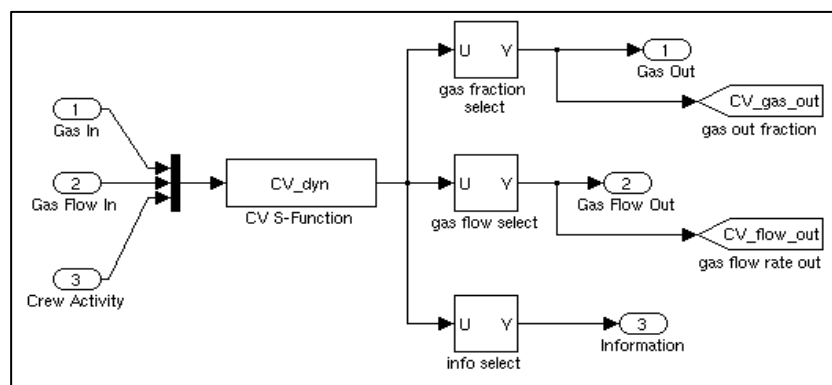 1
Gas In
2
Gas Flow In
3
Crew Activity
CV_dyn
CV S-Function
U Y
gas fraction
select
1
Gas Out
CV_gas_out
gas out fraction
U Y
gas flow select
2
Gas Flow Out
CV_flow_out
gas flow rate out
U Y
info select
3
Information